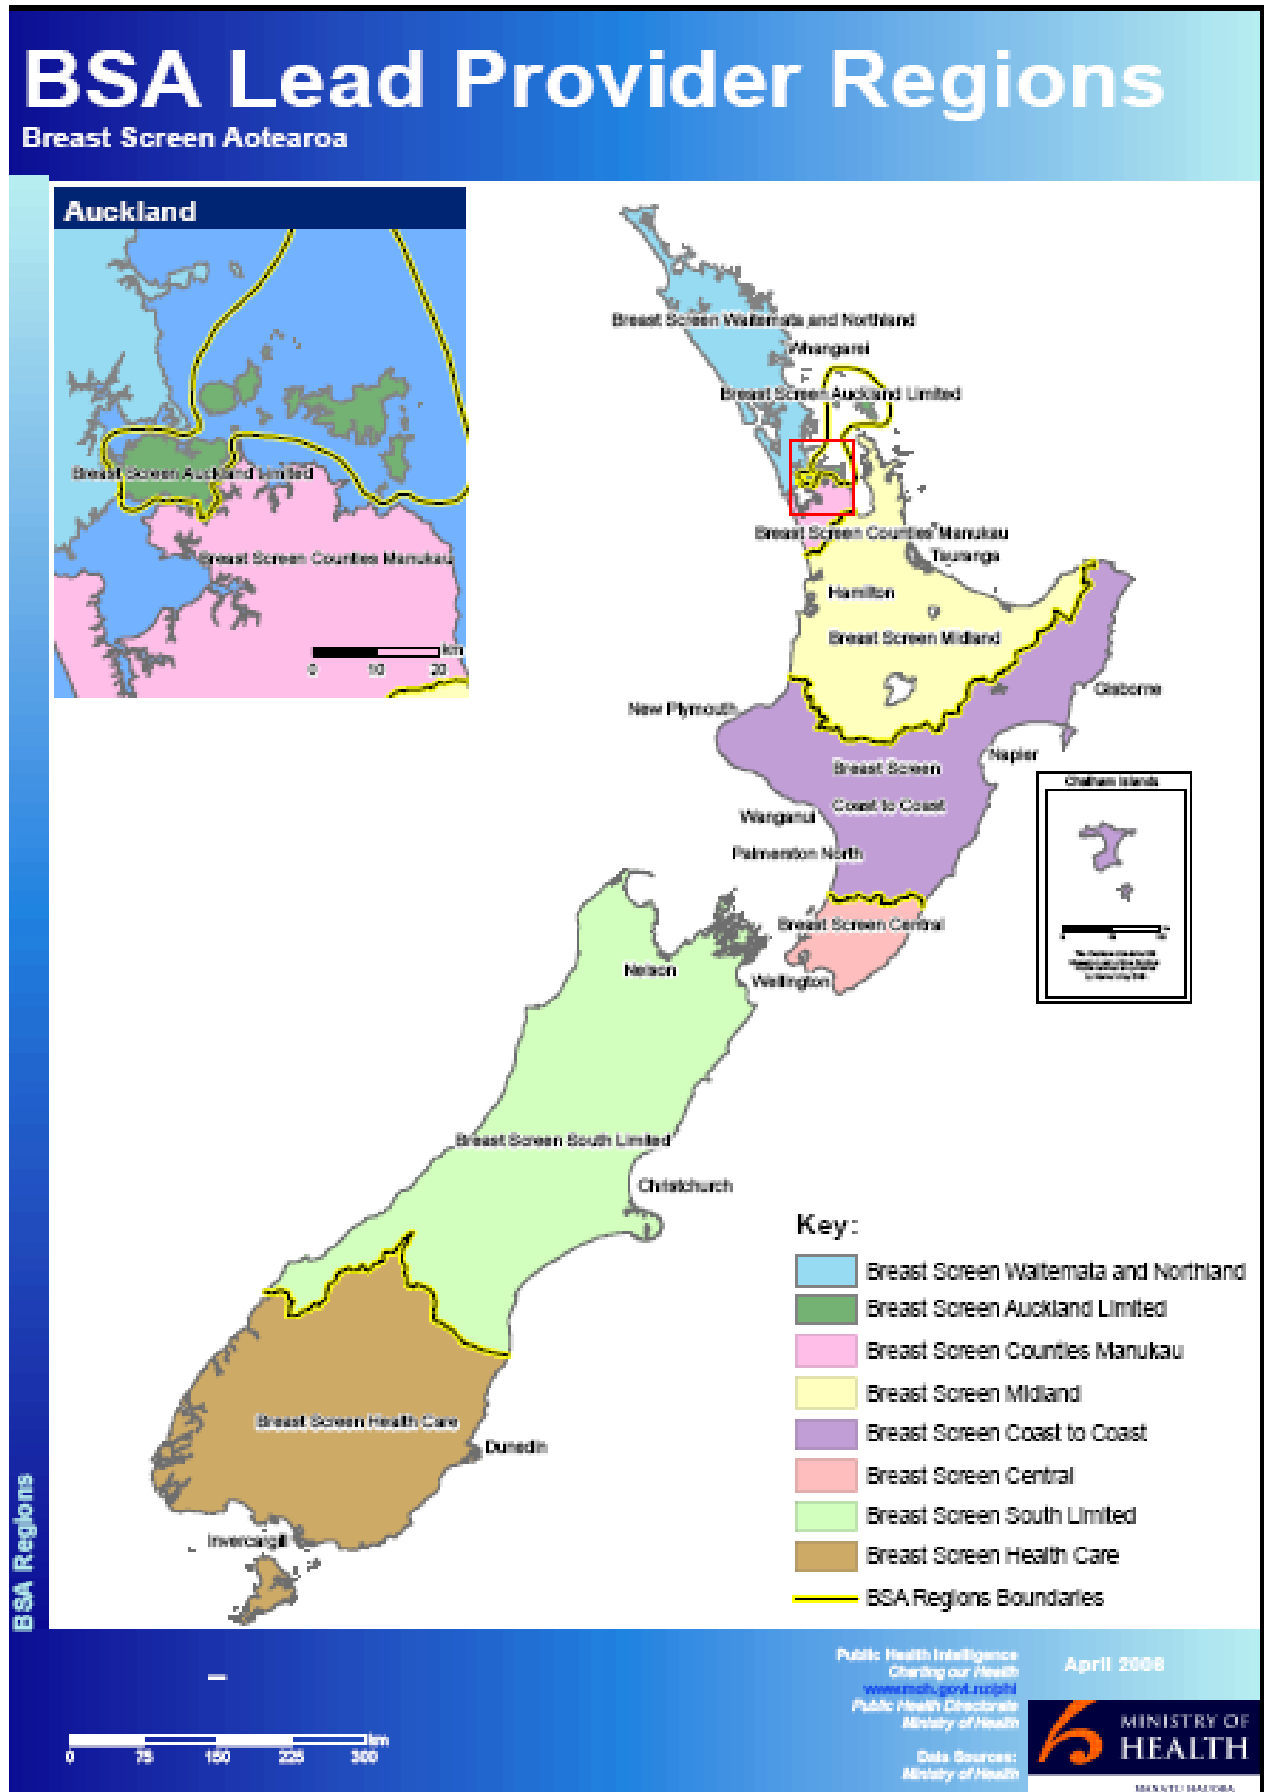 BSA Lead Provider Regions
Breast Screen Aotearoa
Auckland
Breast Screen Auckland Limited
Breast Screen Counties Manukau
km
0 10 20
Breast Screen Waitemata and Northland
Whangarei
Breast Screen Auckland Limited
Breast Screen Counties Manukau
Tauranga
Hamilton
Breast Screen Midland
Gisborne
New Plymouth
Napier
Breast Screen
Coast to Coast
Wanganui
Palmerston North
Chatham Islands
Breast Screen Central
Nelson
Wellington
Breast Screen South Limited
Christchurch
Breast Screen Health Care
Dunedin
Invercargill
Key:
Breast Screen Waitemata and Northland
Breast Screen Auckland Limited
Breast Screen Counties Manukau
Breast Screen Midland
Breast Screen Coast to Coast
Breast Screen Central
Breast Screen South Limited
Breast Screen Health Care
BSA Regions Boundaries
BSA Regions
km
0 75 150 225 300
Public Health Intelligence
Charting our Health
www.moh.govt.nz/phi
Public Health Directorate
Ministry of Health
Data Sources:
Ministry of Health
April 2008
MINISTRY OF
HEALTH
MANATŪ HAUORA